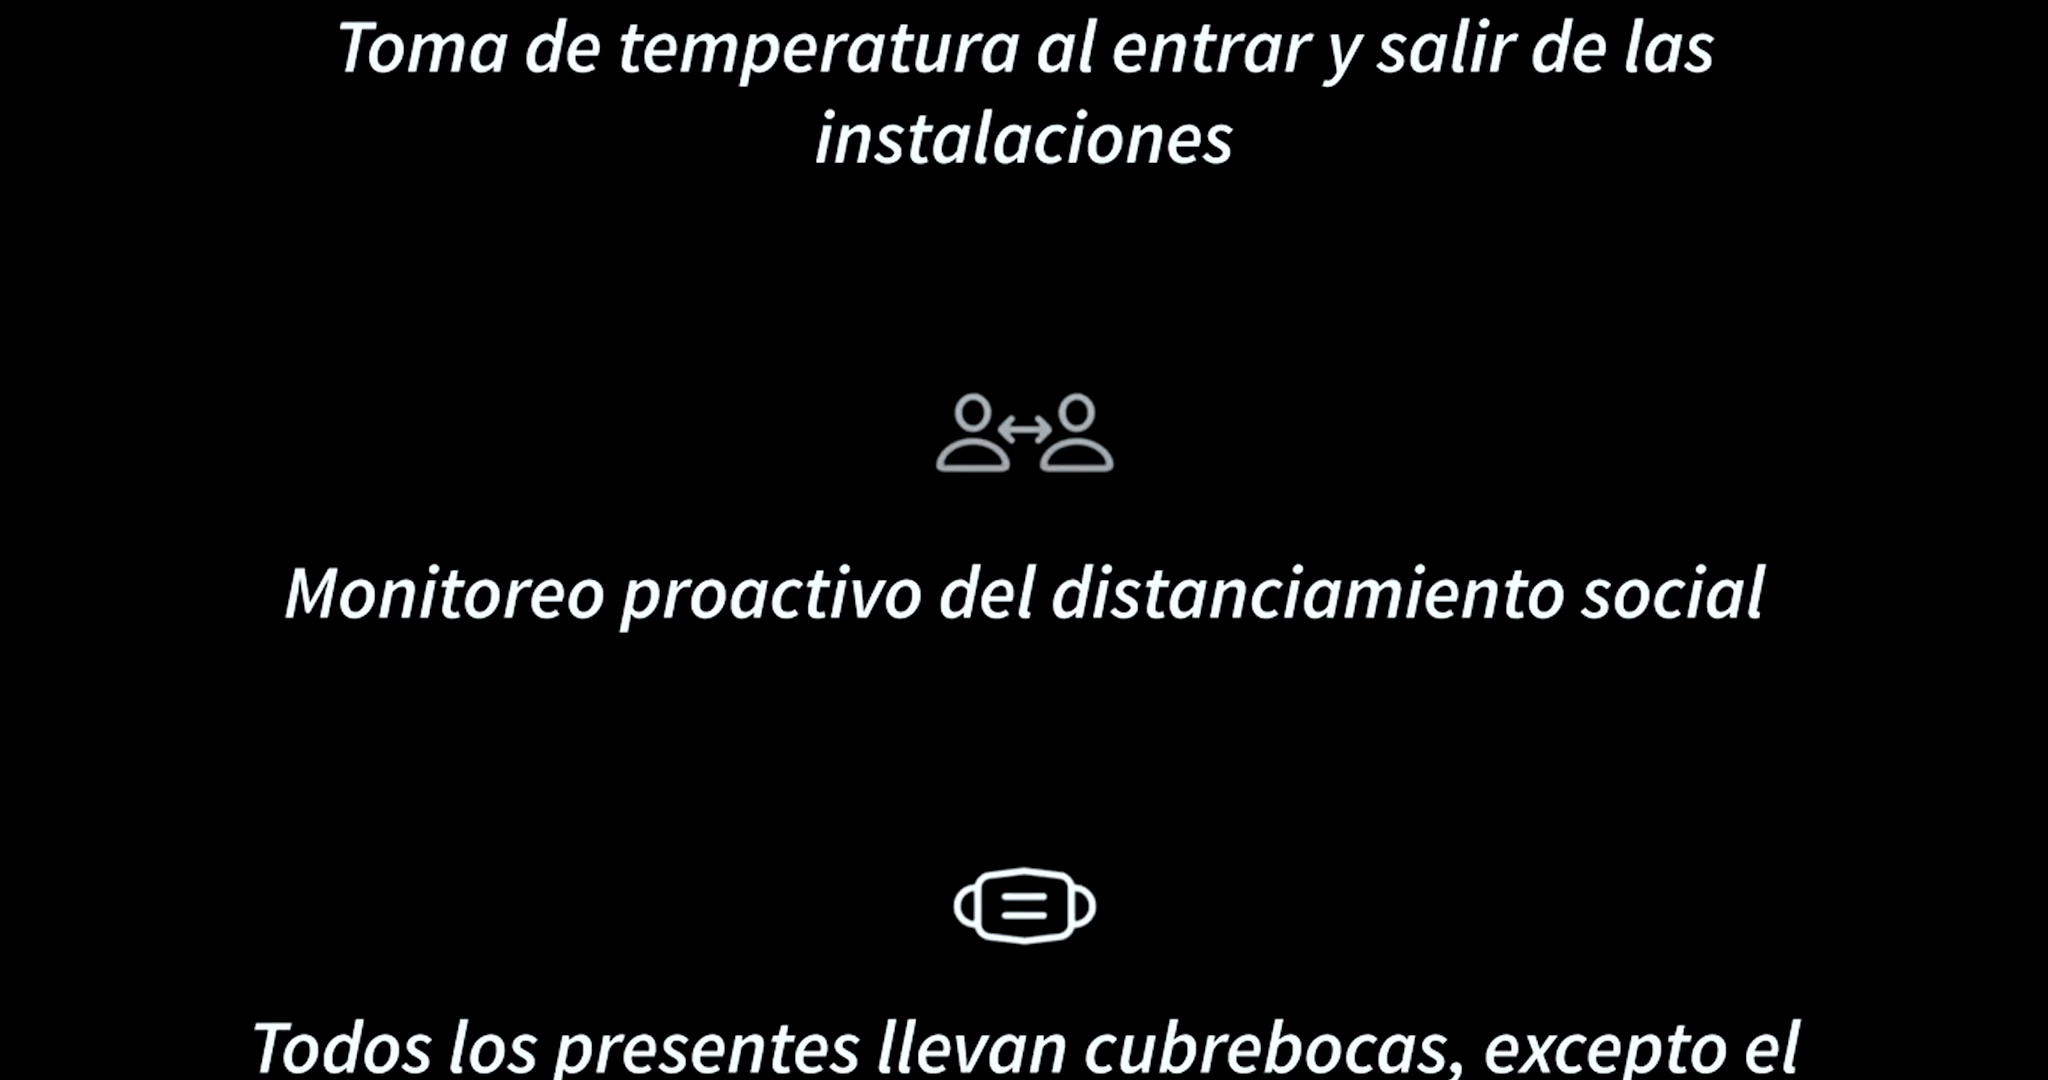 Toma de temperatura al entrar y salir de las
instalaciones
Monitoreo proactivo del distanciamiento social
Todos los presentes llevan cubrebocas, excepto el